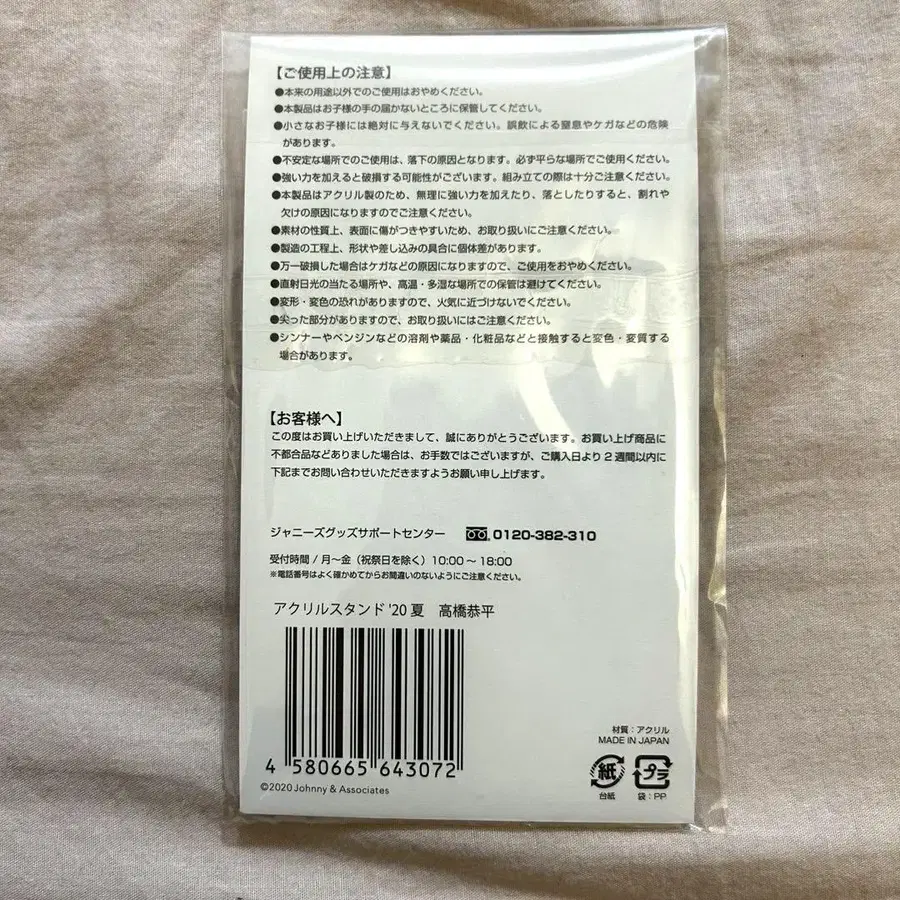 【ご使用上の注意】
●本来の用途以外でのご使用はおやめください。
●本製品はお子様の手の届かないところに保管してください。
●小さなお子様には絶対に与えないでください。誤飲による窒息やケガなどの危険
があります。
●不安定な場所でのご使用は、落下の原因となります。必ず平らな場所でご使用ください。
●強い力を加えると破損する可能性がございます。組み立ての際は十分ご注意ください。
●本製品はアクリル製のため、無理に強い力を加えたり、落としたりすると、割れや
欠けの原因になりますのでご注意ください。
●素材の性質上、表面に傷がつきやすいため、お取り扱いにご注意ください。
●製造の工程上、形状や差し込みの具合に個体差があります。
●万一破損した場合はケガなどの原因になりますので、ご使用をおやめください。
●直射日光の当たる場所や、高温・多湿な場所での保管は避けてください。
●変形・変色の恐れがありますので、火気に近づけないでください。
●尖った部分がありますので、お取り扱いにはご注意ください。
●シンナーやベンジンなどの溶剤や薬品・化粧品などと接触すると変色・変質する
場合があります。
【お客様へ】
この度はお買い上げいただきまして、誠にありがとうございます。お買い上げ商品に
不都合品などありました場合は、お手数ではございますが、ご購入日より2週間以内に
下記までお問い合わせいただきますようお願い申し上げます。
ジャニーズグッズサポートセンター 0120-382-310
受付時間/月~金(祝祭日を除く)10:00~18:00
※電話番号はよく確かめてからお間違いのないようにご注意ください。
アクリルスタンド'20夏 高橋恭平
4 580665 643072
©2020 Johnny & Associates
材質:アクリル
MADE IN JAPAN
紙 プラ
台紙 袋:PP